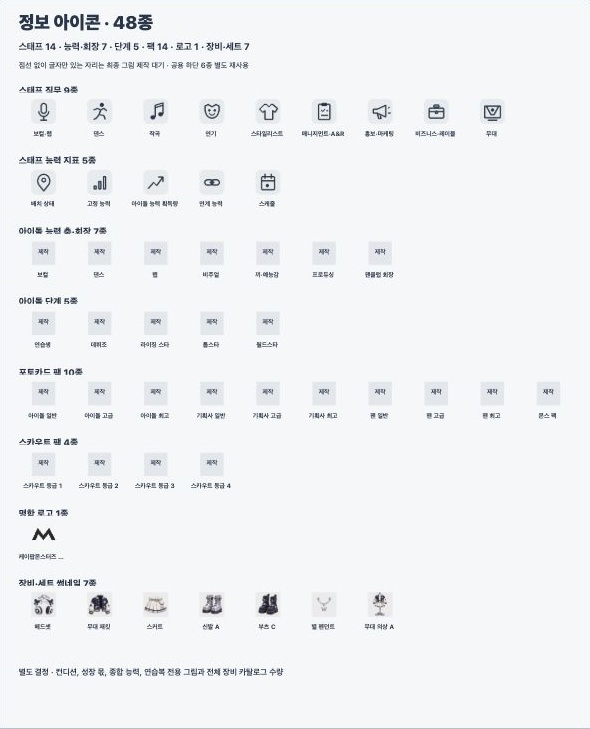 정보 아이콘 · 48종
스태프 14 · 능력·회장 7 · 단계 5 · 팩 14 · 로고 1 · 장비·세트 7
점선 없이 글자만 있는 자리는 최종 그림 제작 대기 · 공용 하단 6종 별도 재사용
스태프 직무 9종
보컬·랩 댄스 작곡 연기 스타일리스트 매니지먼트·A&R 홍보·마케팅 비즈니스·레이블 무대
스태프 능력 지표 5종
배치 상태 고정 능력 아이돌 능력 획득량 연계 능력 스케줄
아이돌 능력 축·회장 7종
제작 제작 제작 제작 제작 제작 제작
보컬 댄스 랩 비주얼 끼·예능감 프로듀싱 팬클럽 회장
아이돌 단계 5종
제작 제작 제작 제작 제작
연습생 데뷔조 라이징 스타 톱스타 월드스타
포토카드 팩 10종
제작 제작 제작 제작 제작 제작 제작 제작 제작 제작
아이돌 일반 아이돌 고급 아이돌 최고 기획사 일반 기획사 고급 기획사 최고 팬 일반 팬 고급 팬 최고 몬스 팩
스카우트 팩 4종
제작 제작 제작 제작
스카우트 등급 1 스카우트 등급 2 스카우트 등급 3 스카우트 등급 4
로고 1종
케이팝몬스터즈 ...
장비·세트 썸네일 7종
헤드셋 무대 재킷 스커트 신발 A 부츠 C 별 펜던트 무대 의상 A
별도 결정 · 컨디션, 성장 몫, 종합 능력, 연습복 전용 그림과 전체 장비 카탈로그 수량